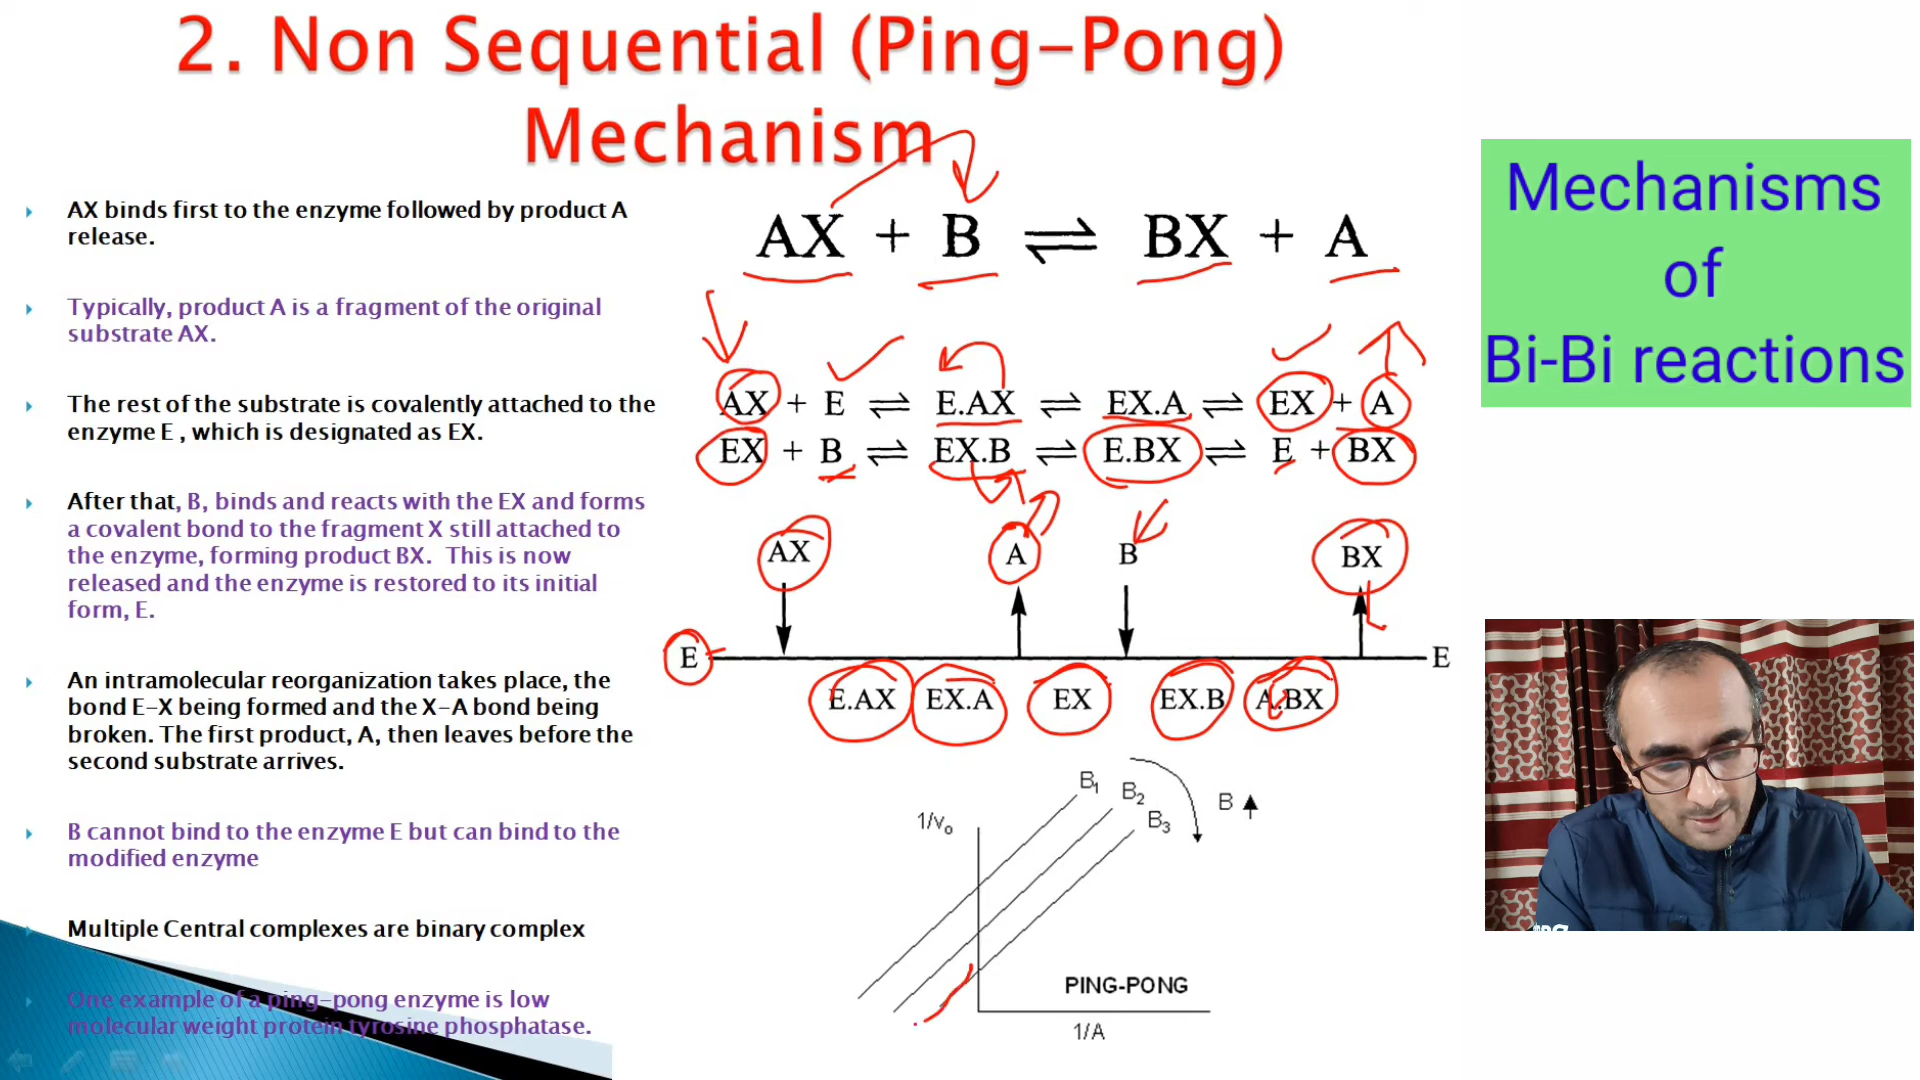 2. Non Sequential (Ping-Pong)
Mechanism
AX binds first to the enzyme followed by product A
release.
Typically, product A is a fragment of the original
substrate AX.
The rest of the substrate is covalently attached to the
enzyme E , which is designated as EX.
After that, B, binds and reacts with the EX and forms
a covalent bond to the fragment X still attached to
the enzyme, forming product BX. This is now
released and the enzyme is restored to its initial
form, E.
An intramolecular reorganization takes place, the
bond E-X being formed and the X-A bond being
broken. The first product, A, then leaves before the
second substrate arrives.
B cannot bind to the enzyme E but can bind to the
modified enzyme
Multiple Central complexes are binary complex
One example of a ping-pong enzyme is low
molecular weight protein tyrosine phosphatase.
AX + B ⇌ BX + A
AX + E ⇌ E.AX ⇌ EX.A ⇌ EX + A
EX + B ⇌ EX.B ⇌ E.BX ⇌ E + BX
AX A B BX
E E
E.AX EX.A EX EX.B A.BX
B1 B2 B3 B
1/vo
PING-PONG
1/A
Mechanisms
of
Bi-Bi reactions